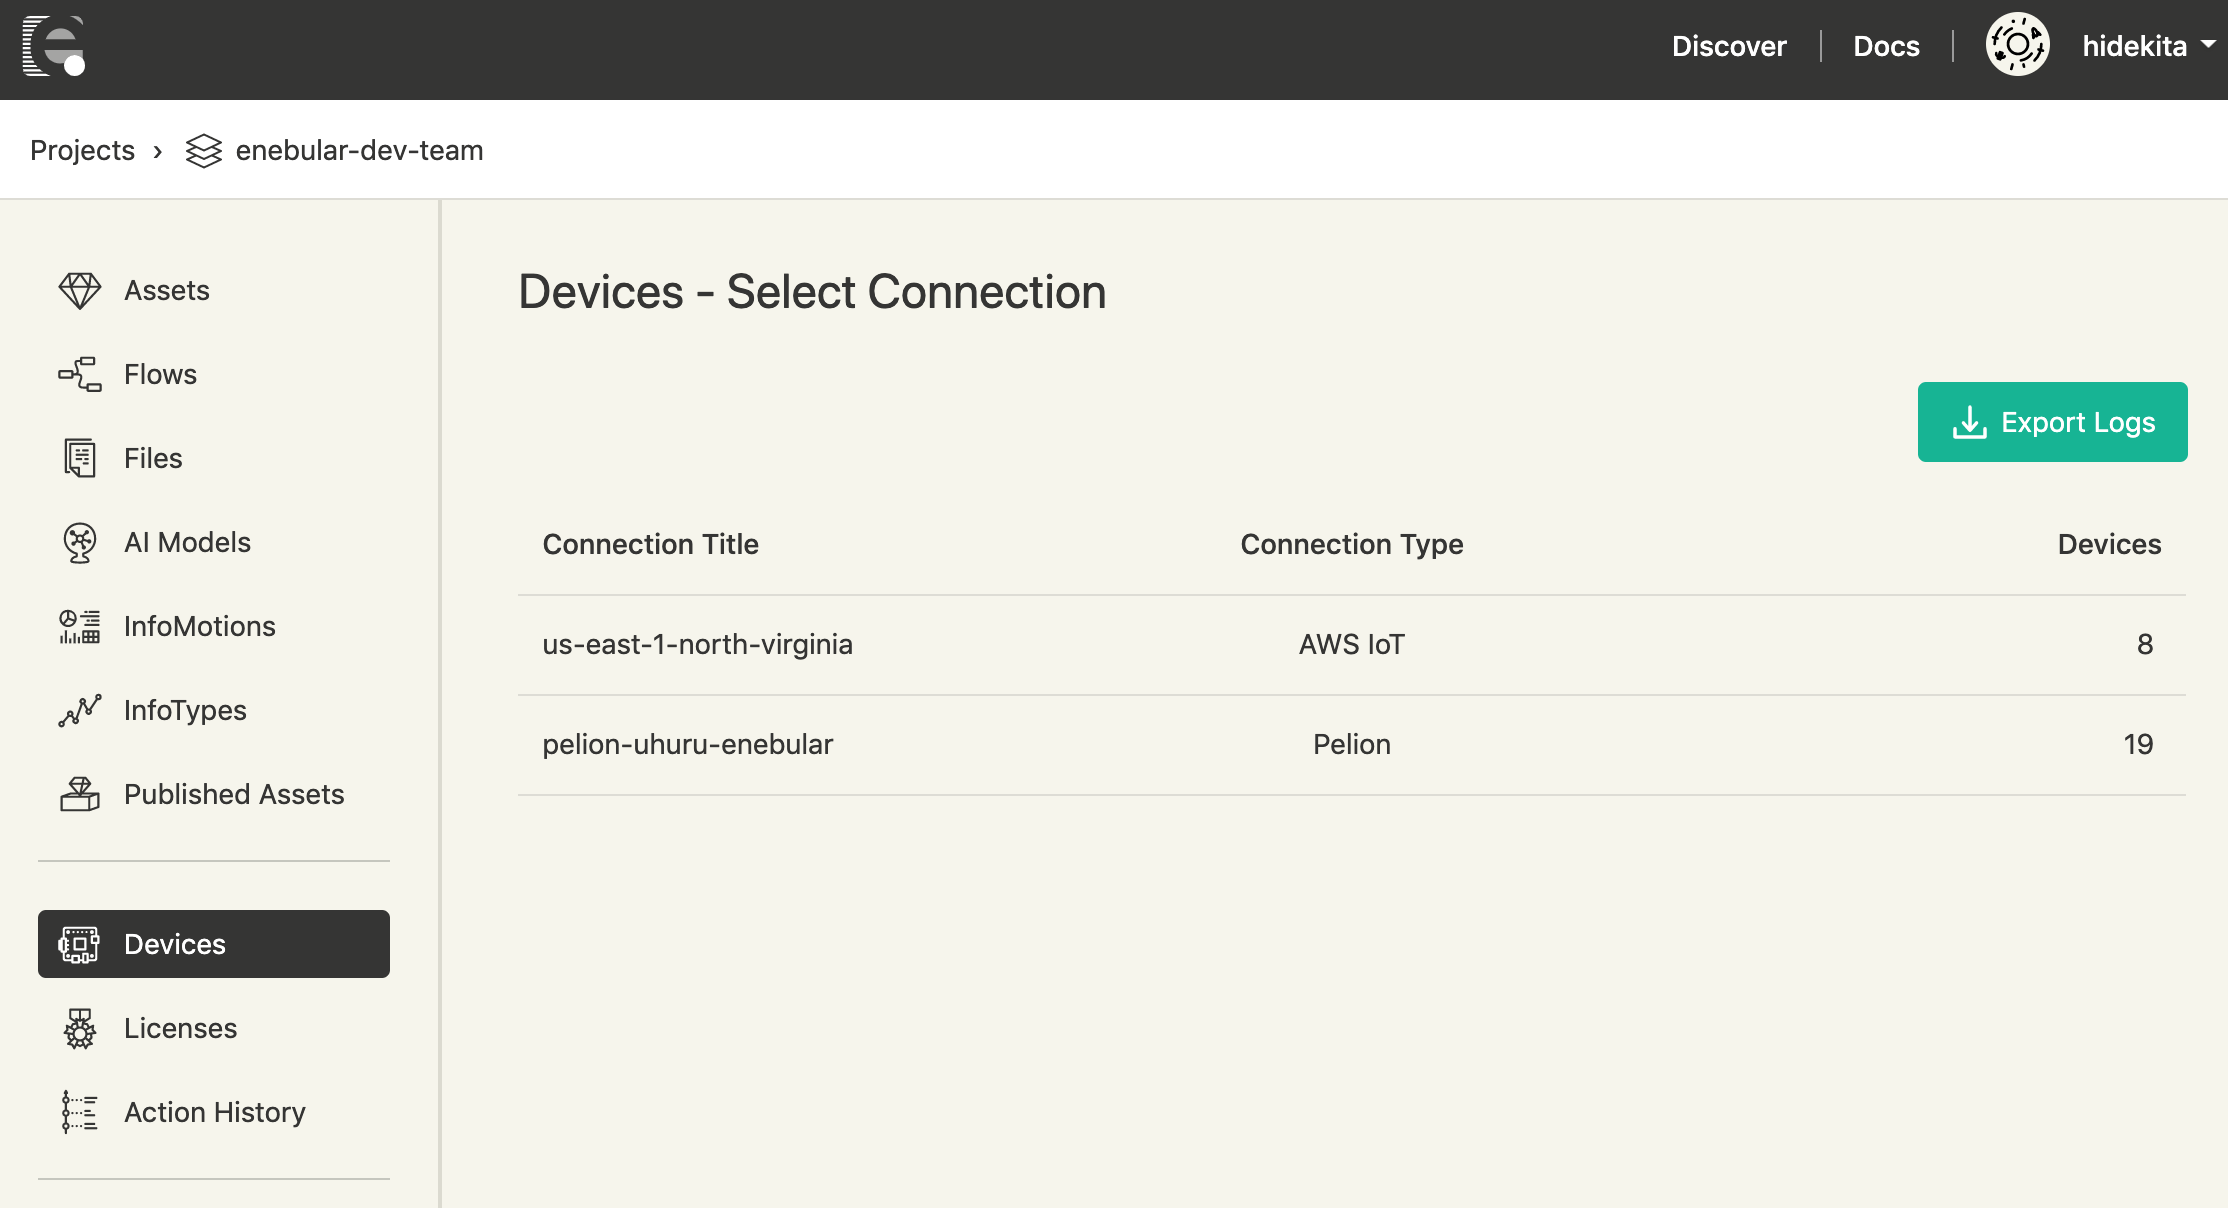 Discover
Docs
hidekita
Projects › enebular-dev-team
Assets
Flows
Files
AI Models
InfoMotions
InfoTypes
Published Assets
Devices
Licenses
Action History
Devices - Select Connection
Export Logs
Connection Title Connection Type Devices
us-east-1-north-virginia AWS IoT 8
pelion-uhuru-enebular Pelion 19